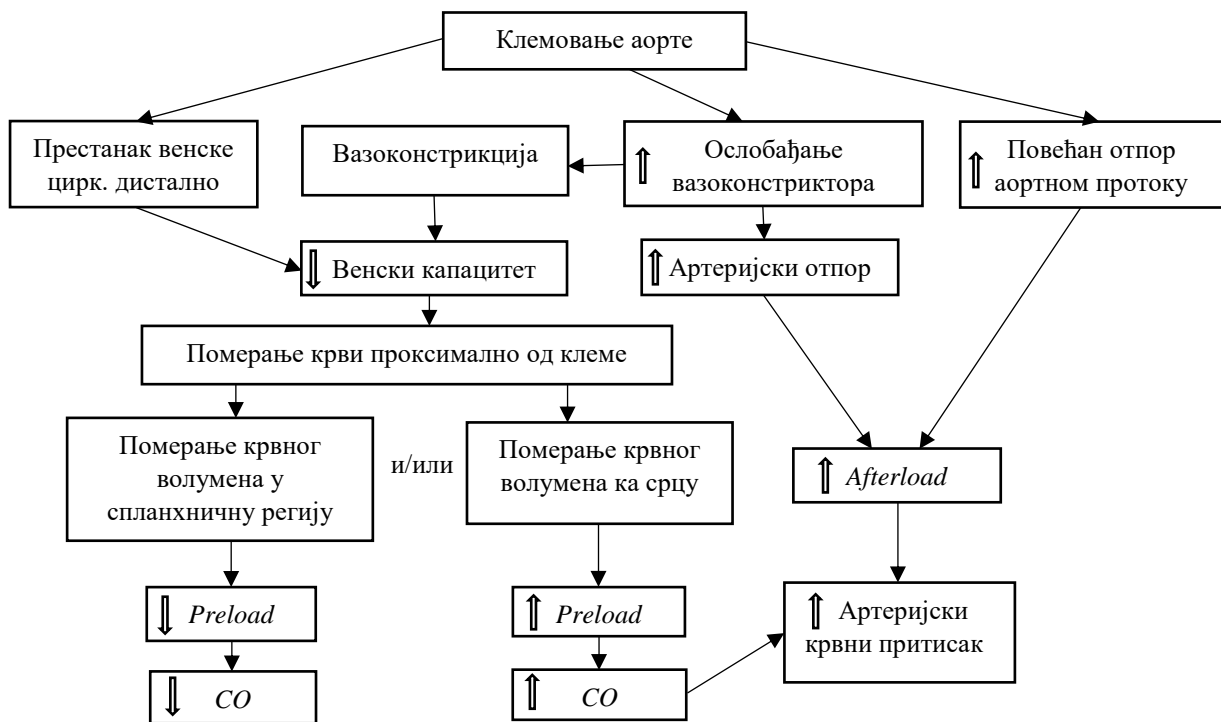 Клемовање аорте
Престанак венске
цирк. дистално
Вазоконстрикција
⇑ Ослобађање
вазоконстриктора
⇑ Повећан отпор
аортном протоку
⇓ Венски капацитет
⇑ Артеријски отпор
Померање крви проксимално од клеме
Померање крвног
волумена у
спланхничну регију
и/или
Померање крвног
волумена ка срцу
⇑ Afterload
⇓ Preload
⇑ Preload
⇑ Артеријски
крвни притисак
⇓ CO
⇑ CO